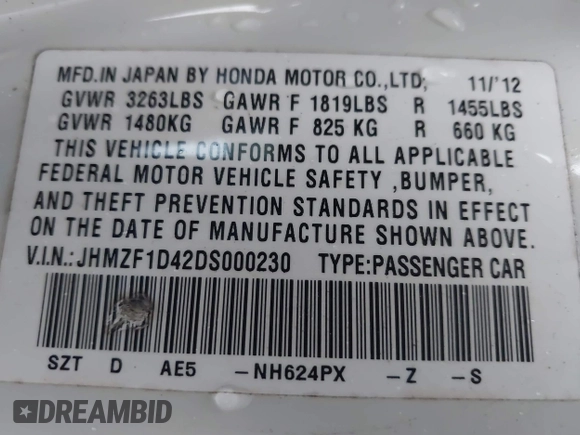 MFD.IN JAPAN BY HONDA MOTOR CO.,LTD; 11/'12
GVWR 3263LBS GAWR F 1819LBS R 1455LBS
GVWR 1480KG GAWR F 825 KG R 660 KG
THIS VEHICLE CONFORMS TO ALL APPLICABLE
FEDERAL MOTOR VEHICLE SAFETY ,BUMPER,
AND THEFT PREVENTION STANDARDS IN EFFECT
ON THE DATE OF MANUFACTURE SHOWN ABOVE.
V.I.N.:JHMZF1D42DS000230 TYPE:PASSENGER CAR
SZT D AE5 -NH624PX -Z -S
DREAMBID